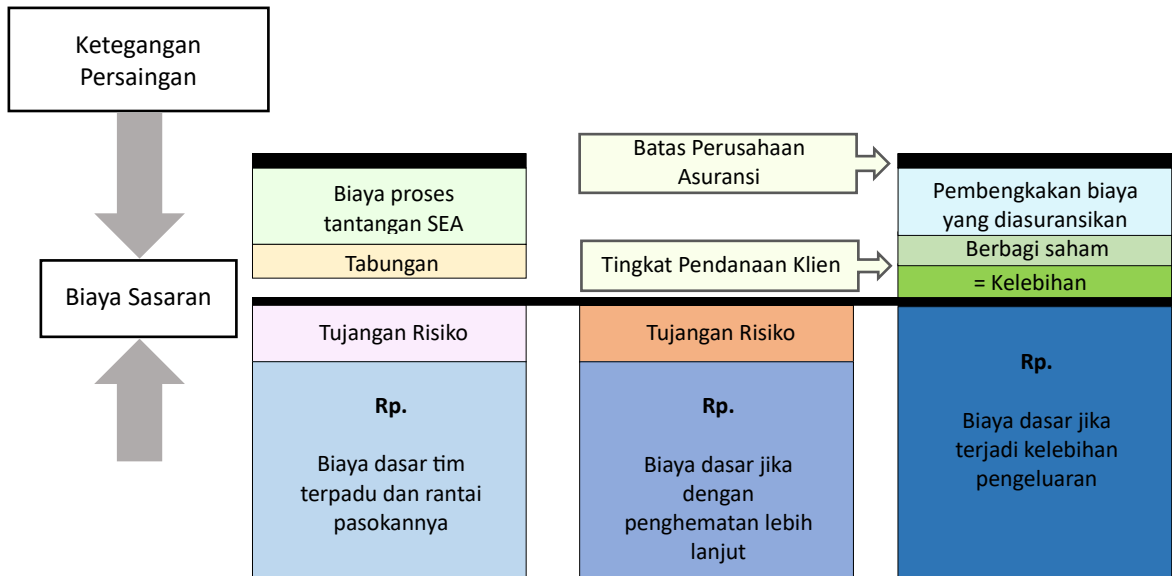 Ketegangan
Persaingan
Biaya Sasaran
Biaya proses
tantangan SEA
Tabungan
Tujangan Risiko
Rp.
Biaya dasar tim
terpadu dan rantai
pasokannya
Batas Perusahaan
Asuransi
Tingkat Pendanaan Klien
Tujangan Risiko
Rp.
Biaya dasar jika
dengan
penghematan lebih
lanjut
Pembengkakan biaya
yang diasuransikan
Berbagi saham
= Kelebihan
Rp.
Biaya dasar jika
terjadi kelebihan
pengeluaran